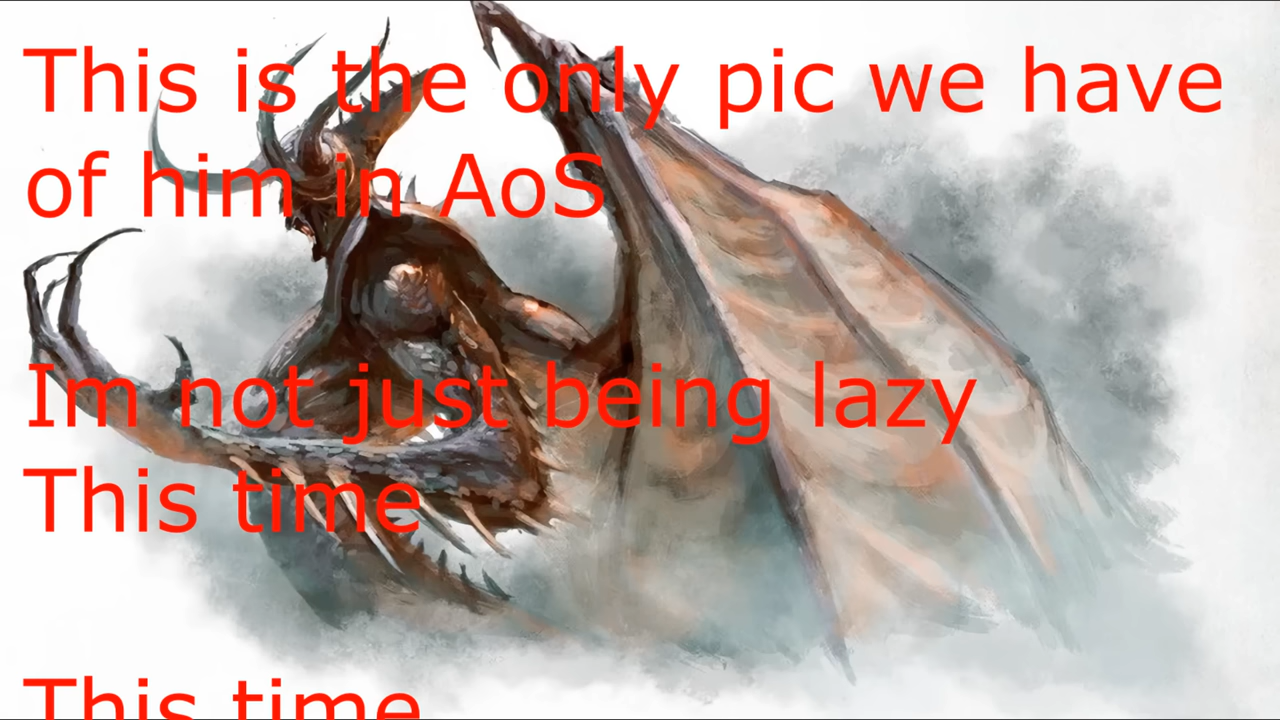 This is the only pic we have
of him in AoS
Im not just being lazy
This time
This time